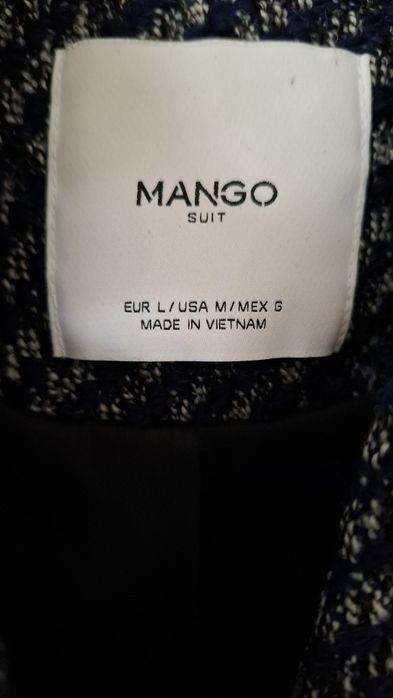 MANGO
SUIT
EUR L/USA M/MEX G
MADE IN VIETNAM